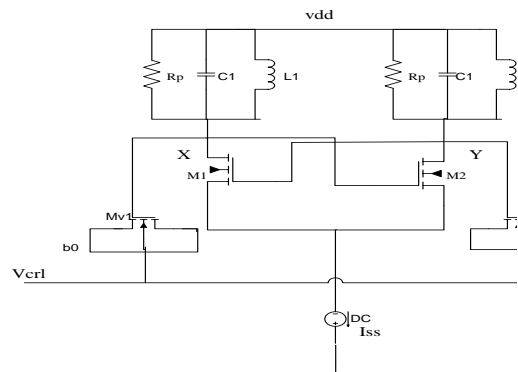 vdd
Rp C1 L1 Rp C1
X Y
M1 M2
Mv1
b0
Vcrl
DC
Iss